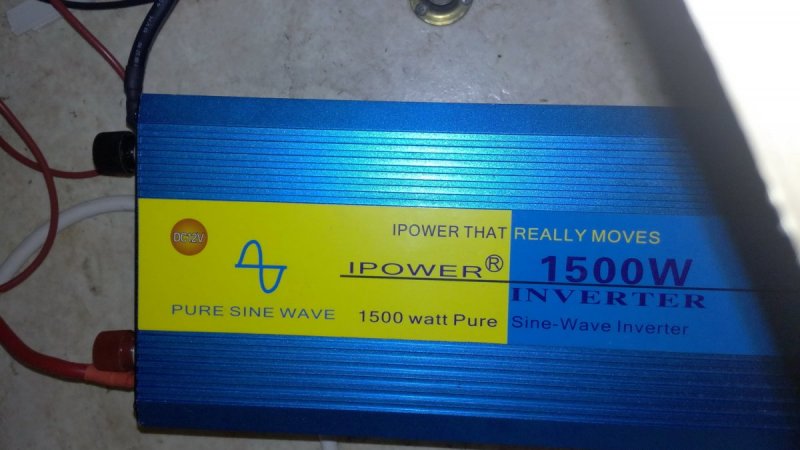 IPOWER THAT REALLY MOVES
DC12V
IPOWER® 1500W
INVERTER
PURE SINE WAVE
1500 watt Pure Sine-Wave Inverter